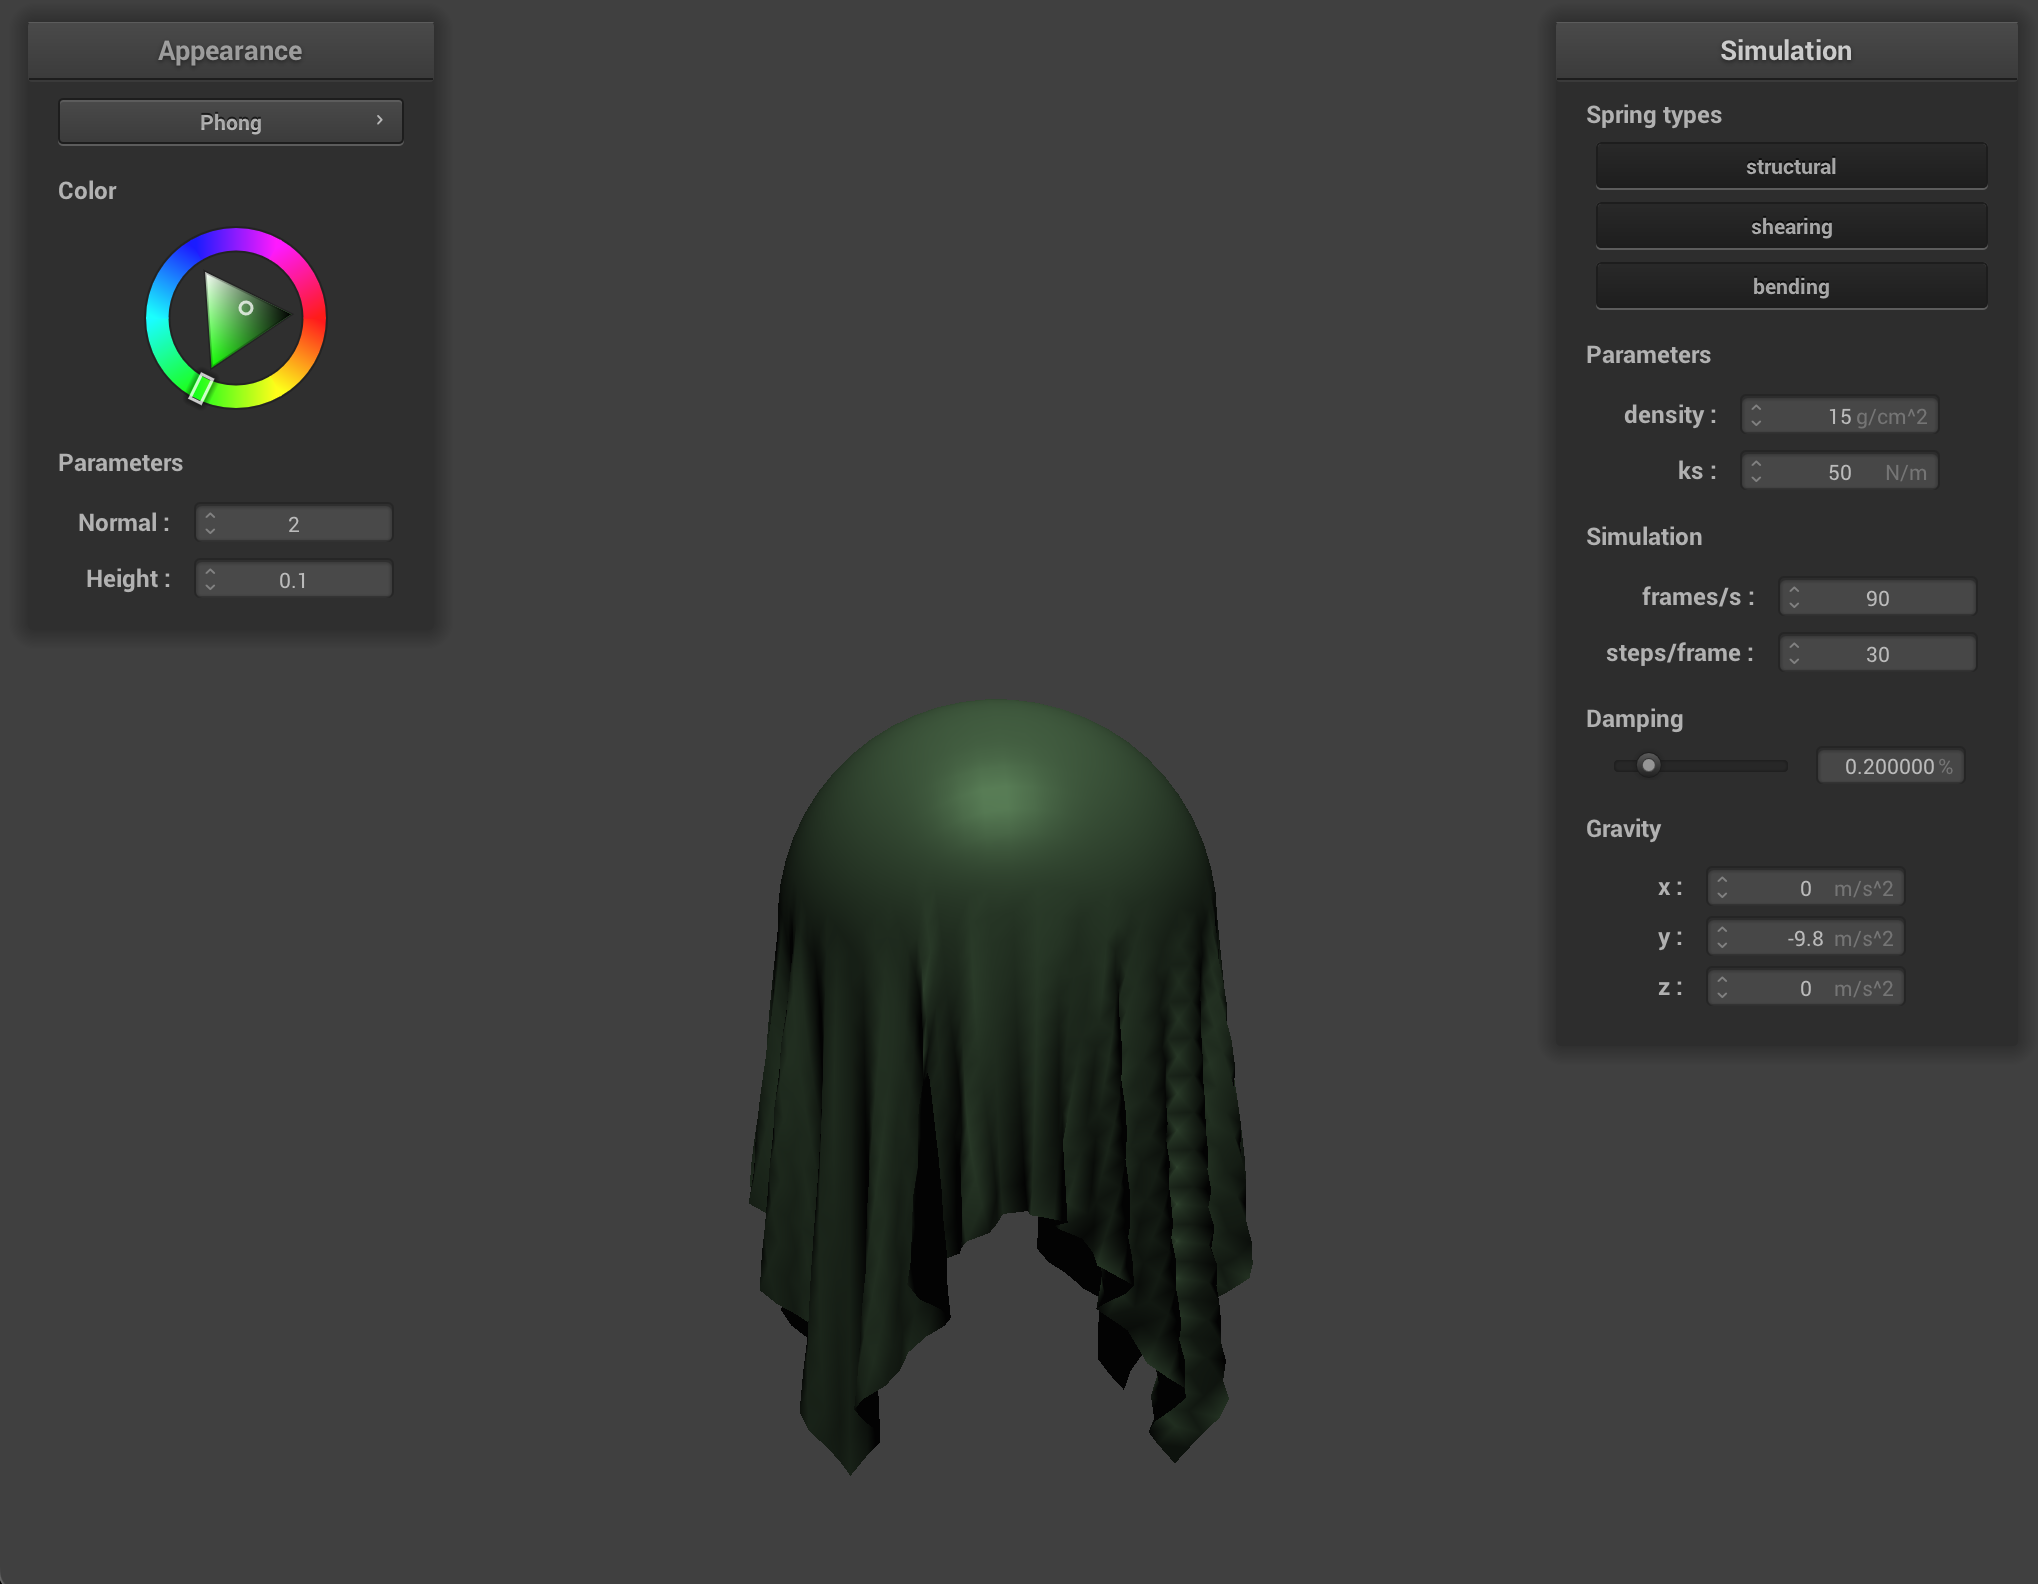 Appearance
Phong
Color
Parameters
Normal : 2
Height : 0.1
Simulation
Spring types
structural
shearing
bending
Parameters
density : 15 g/cm^2
ks : 50 N/m
Simulation
frames/s : 90
steps/frame : 30
Damping
0.200000 %
Gravity
x : 0 m/s^2
y : -9.8 m/s^2
z : 0 m/s^2